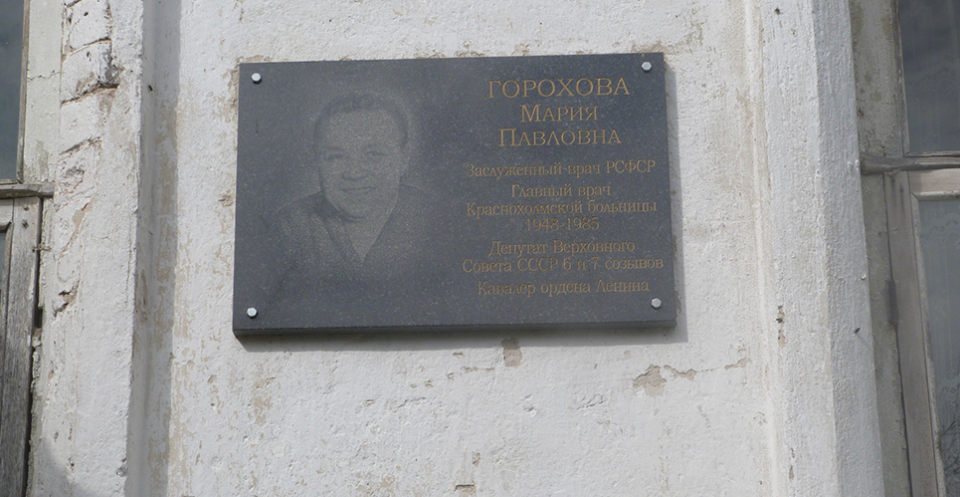 ГОРОХОВА
МАРИЯ
ПАВЛОВНА
Заслуженный врач РСФСР
Главный врач
Краснохолмской больницы
1948-1985
Депутат Верховного
Совета СССР 6 и 7 созывов
Кавалер ордена Ленина